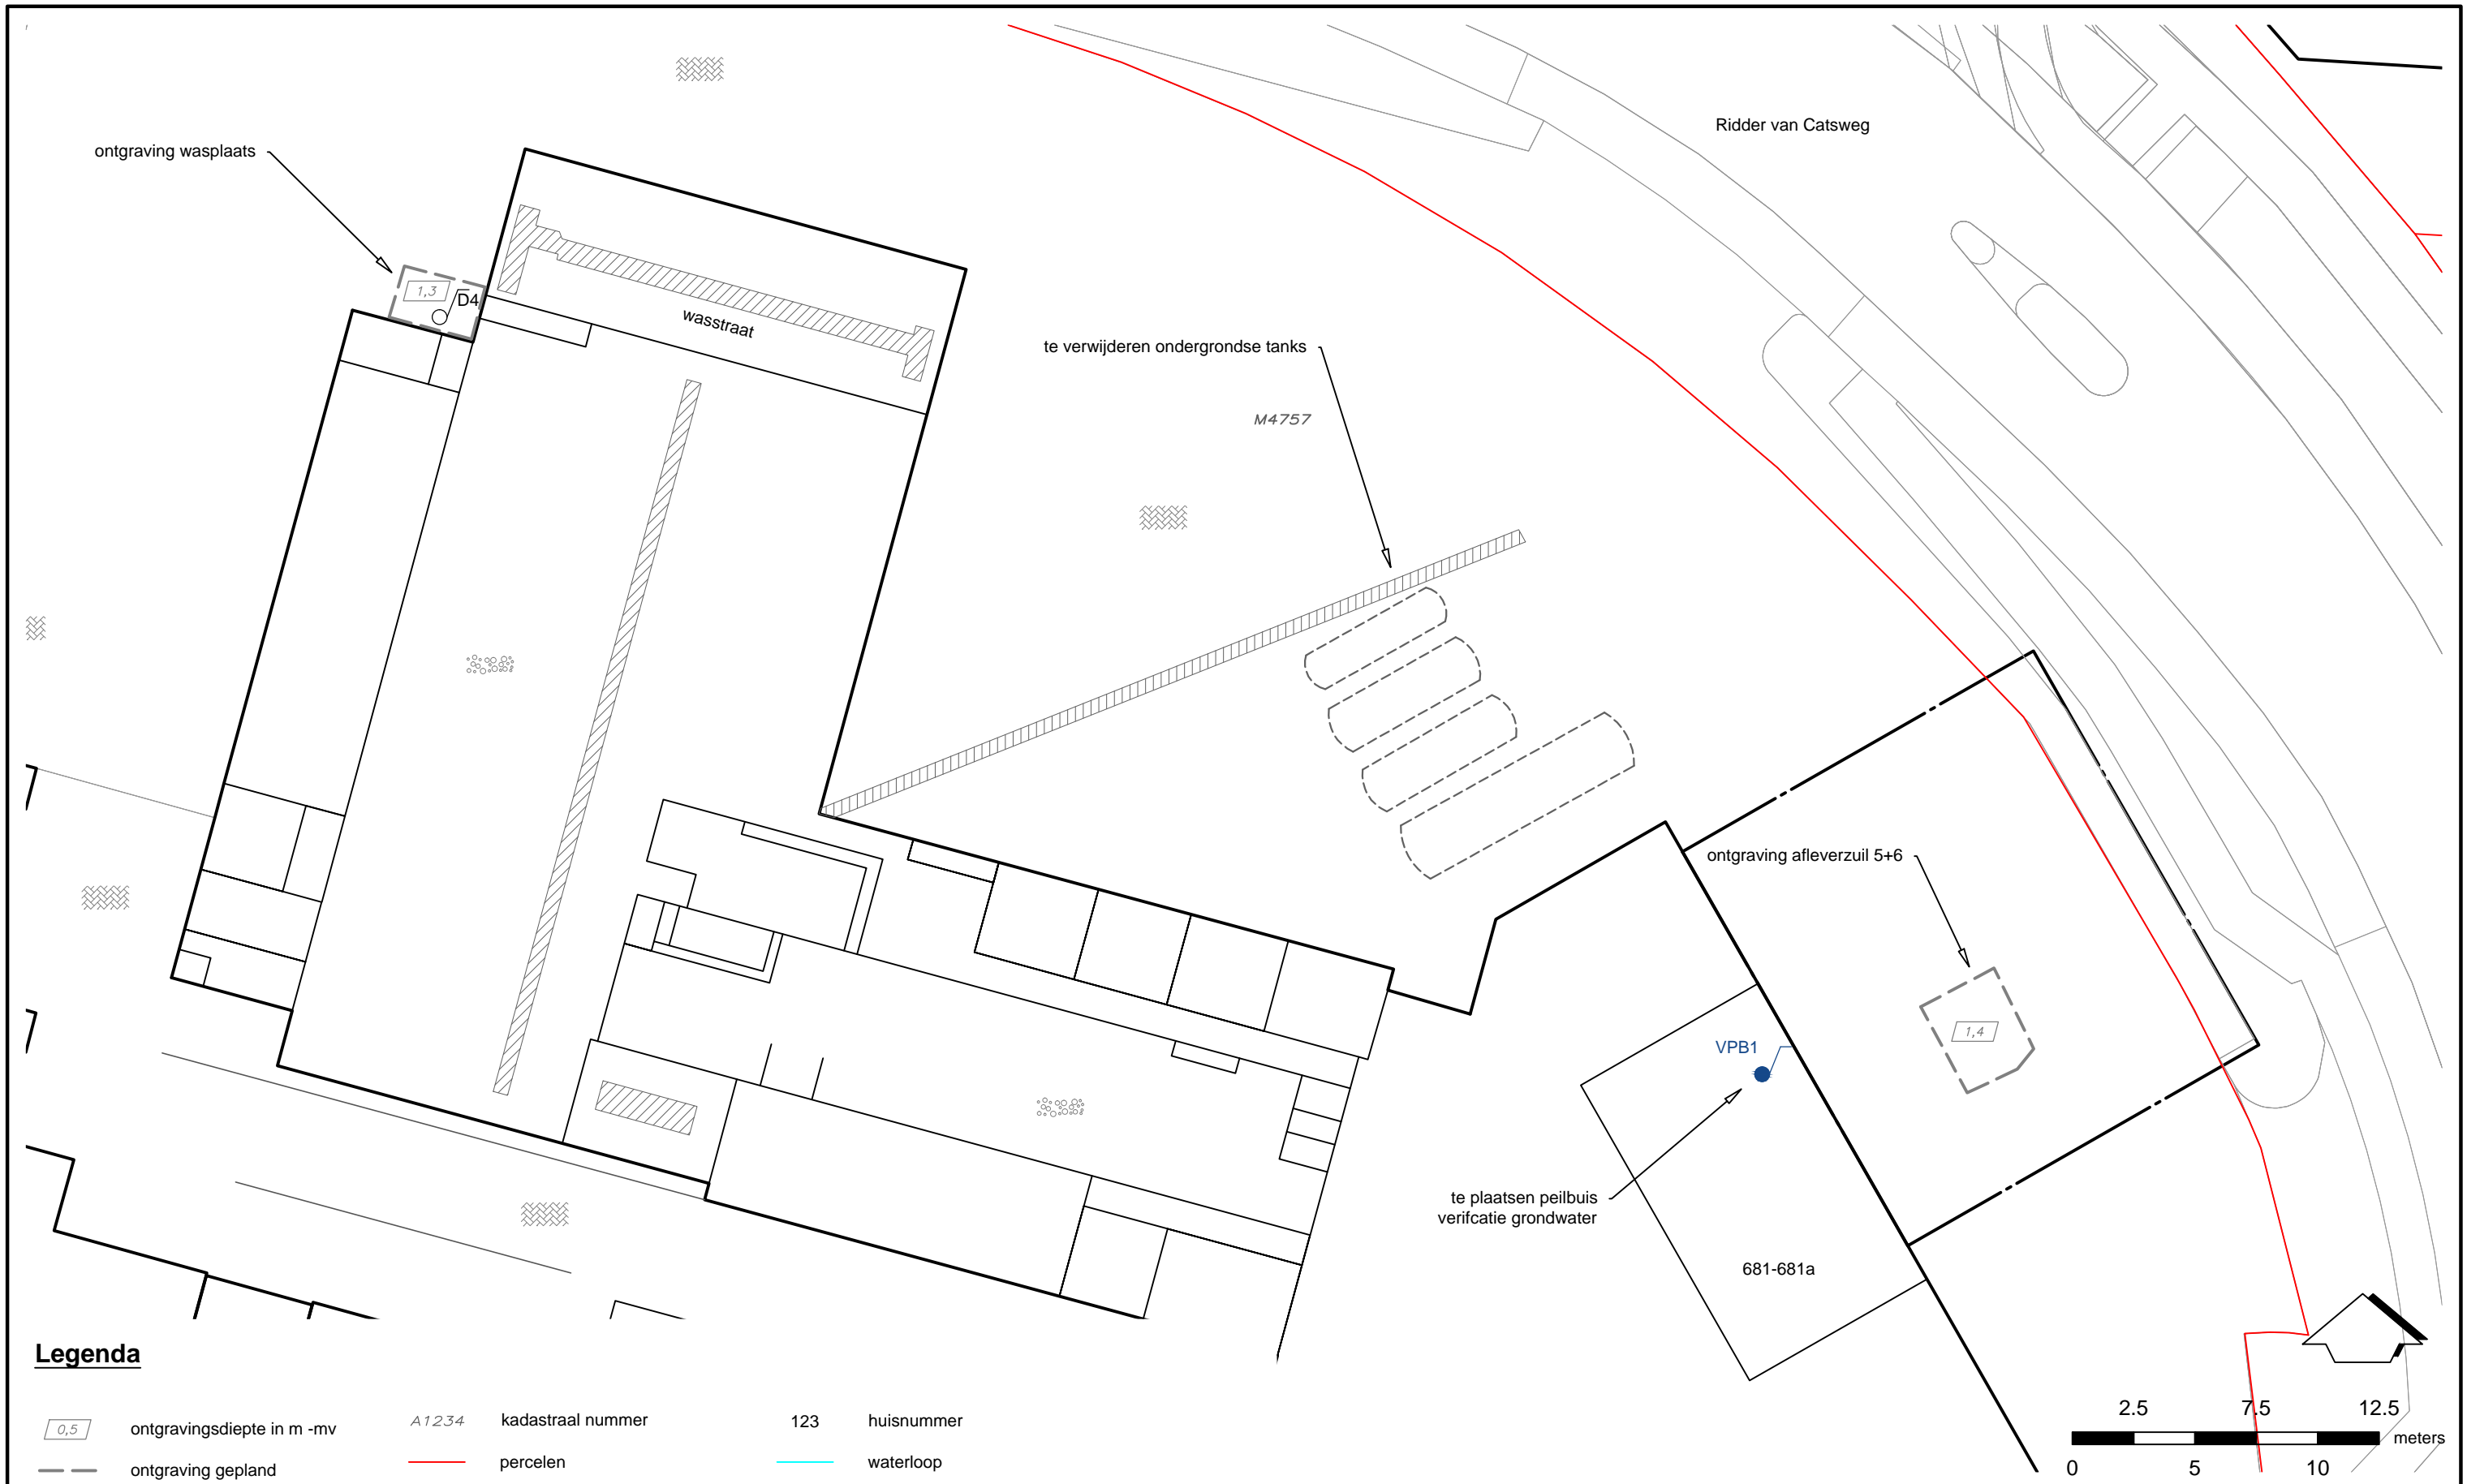 Ridder van Catsweg
ontgraving wasplaats
1,3
D4
wasstraat
te verwijderen ondergrondse tanks
M4757
ontgraving afleverzuil 5+6
1,4
VPB1
te plaatsen peilbuis
verifcatie grondwater
681-681a
Legenda
0,5 ontgravingsdiepte in m -mv
ontgraving gepland
A1234 kadastraal nummer
percelen
123 huisnummer
waterloop
2.5 7.5 12.5
meters
0 5 10